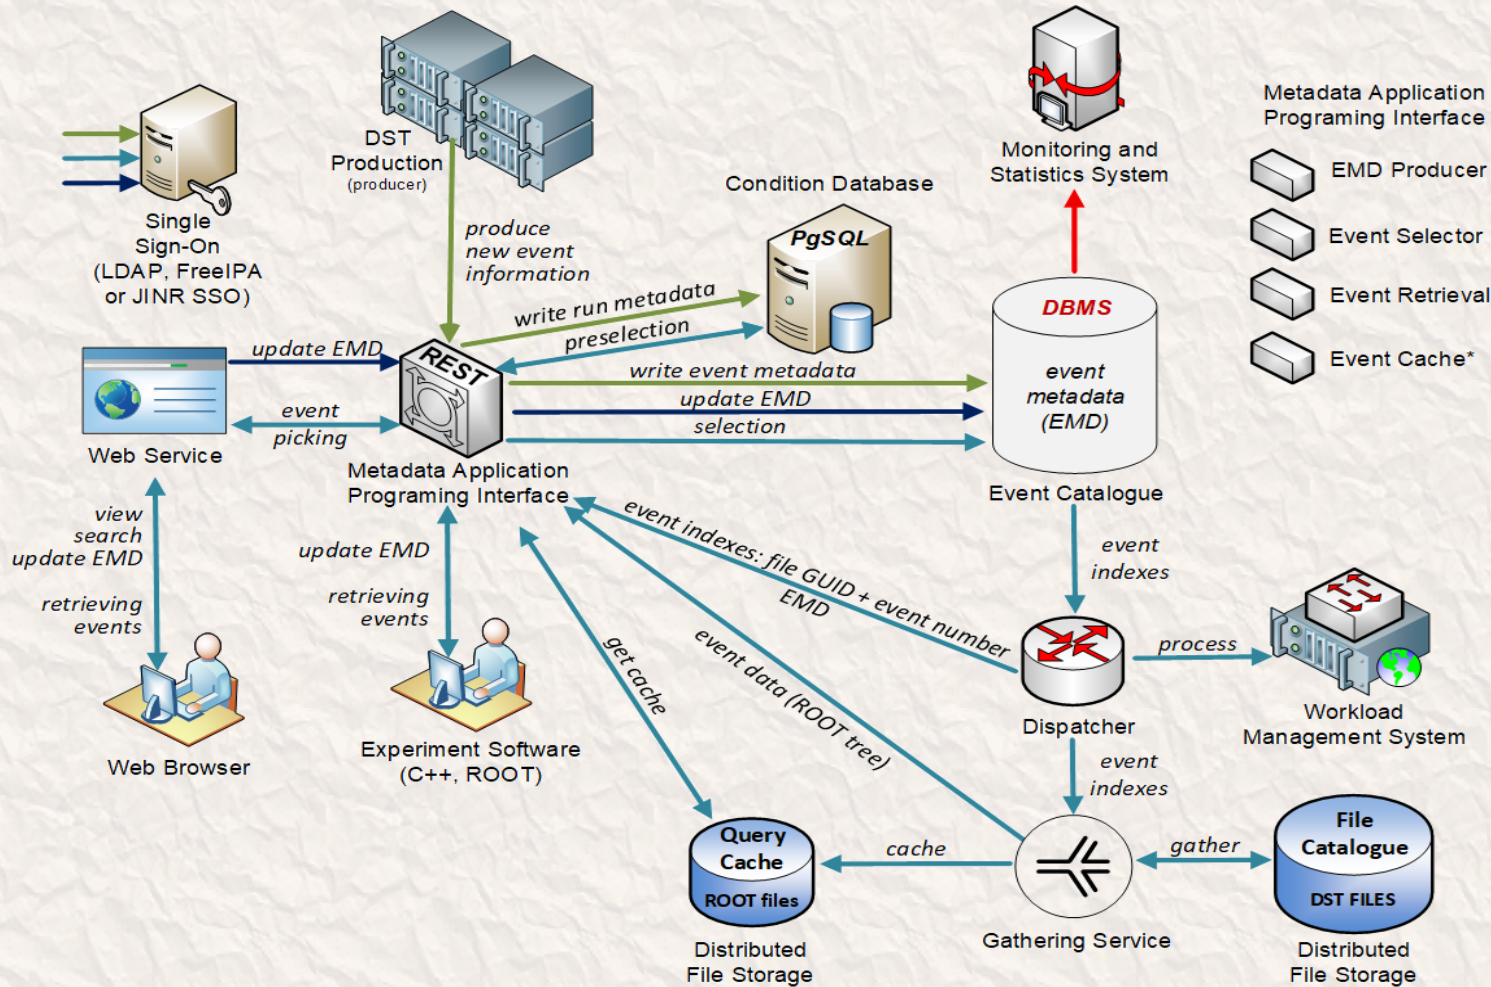 DST
Production
(producer)
Single
Sign-On
(LDAP, FreeIPA
or JINR SSO)
produce
new event
information
Condition Database
PgSQL
Monitoring and
Statistics System
Metadata Application
Programing Interface
EMD Producer
Event Selector
Event Retrieval
Event Cache*
write run metadata
preselection
DBMS
event
metadata
(EMD)
Event Catalogue
update EMD
REST
write event metadata
update EMD
selection
event
picking
Web Service
Metadata Application
Programing Interface
view
search
update EMD
retrieving
events
update EMD
retrieving
events
Web Browser
Experiment Software
(C++, ROOT)
event indexes: file GUID + event number
EMD
event data (ROOT tree)
get cache
event
indexes
Dispatcher
process
Workload
Management System
event
indexes
Query
Cache
ROOT files
Distributed
File Storage
cache
Gathering Service
gather
File
Catalogue
DST FILES
Distributed
File Storage